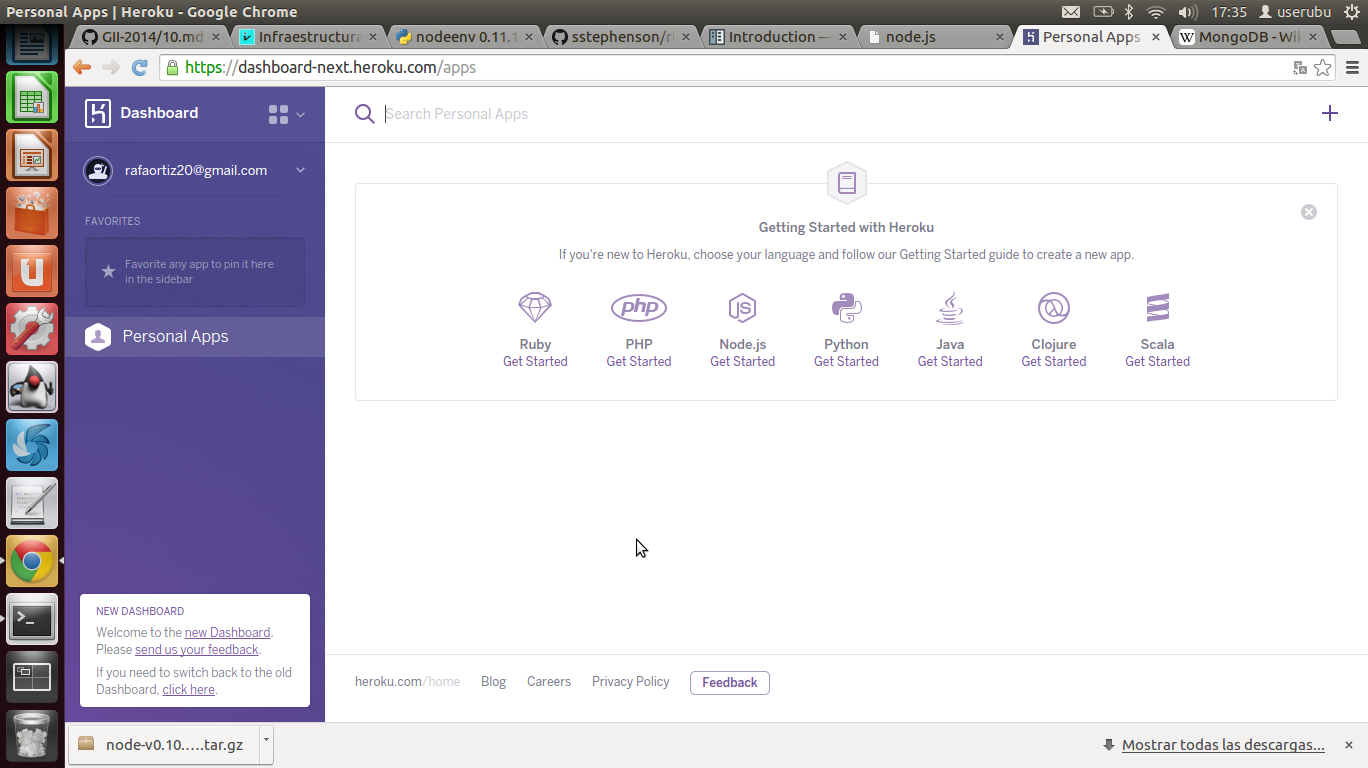 Personal Apps | Heroku - Google Chrome
17:35
userubu
GII-2014/10.md
Infraestructura
nodeenv 0.11.1
sstephenson/r
Introduction —
node.js
Personal Apps
MongoDB - Wik
https://dashboard-next.heroku.com/apps
Dashboard
Search Personal Apps
rafaortiz20@gmail.com
FAVORITES
Favorite any app to pin it here
in the sidebar
Personal Apps
Getting Started with Heroku
If you're new to Heroku, choose your language and follow our Getting Started guide to create a new app.
php
JS
Ruby
PHP
Node.js
Python
Java
Clojure
Scala
Get Started
Get Started
Get Started
Get Started
Get Started
Get Started
Get Started
NEW DASHBOARD
Welcome to the new Dashboard.
Please send us your feedback.
If you need to switch back to the old
Dashboard, click here.
heroku.com/home
Blog
Careers
Privacy Policy
Feedback
node-v0.10.….tar.gz
Mostrar todas las descargas...